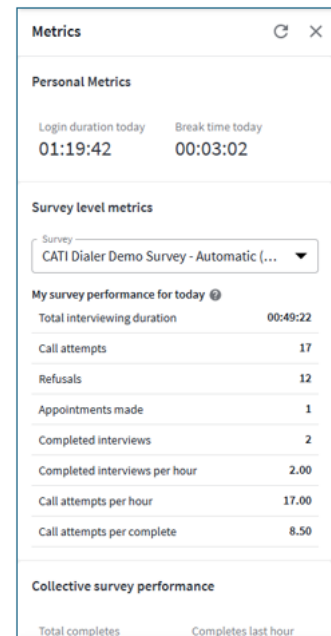 Metrics
Personal Metrics
Login duration today Break time today
01:19:42 00:03:02
Survey level metrics
Survey
CATI Dialer Demo Survey - Automatic (...
My survey performance for today
Total interviewing duration 00:49:22
Call attempts 17
Refusals 12
Appointments made 1
Completed interviews 2
Completed interviews per hour 2.00
Call attempts per hour 17.00
Call attempts per complete 8.50
Collective survey performance
Total completes Completes last hour